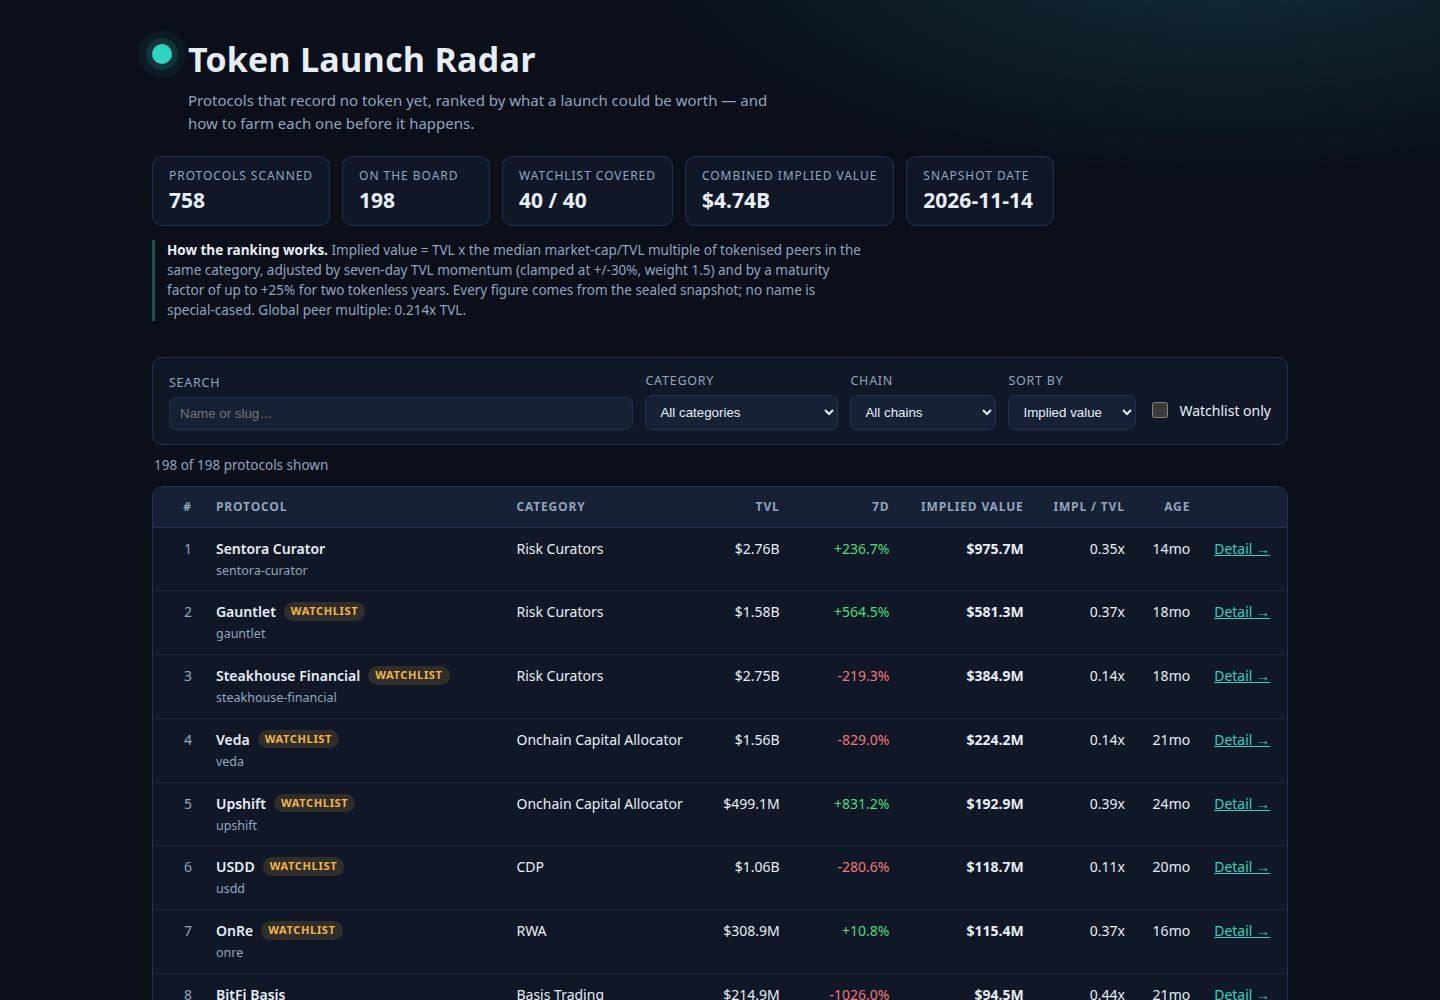 Token Launch Radar
Protocols that record no token yet, ranked by what a launch could be worth — and
how to farm each one before it happens.
PROTOCOLS SCANNED
758
ON THE BOARD
198
WATCHLIST COVERED
40 / 40
COMBINED IMPLIED VALUE
$4.74B
SNAPSHOT DATE
2026-11-14
How the ranking works. Implied value = TVL x the median market-cap/TVL multiple of tokenised peers in the
same category, adjusted by seven-day TVL momentum (clamped at +/-30%, weight 1.5) and by a maturity
factor of up to +25% for two tokenless years. Every figure comes from the sealed snapshot; no name is
special-cased. Global peer multiple: 0.214x TVL.
SEARCH
Name or slug…
CATEGORY
All categories
CHAIN
All chains
SORT BY
Implied value
Watchlist only
198 of 198 protocols shown
# PROTOCOL CATEGORY TVL 7D IMPLIED VALUE IMPL / TVL AGE
1 Sentora Curator Risk Curators $2.76B +236.7% $975.7M 0.35x 14mo Detail →
sentora-curator
2 Gauntlet WATCHLIST Risk Curators $1.58B +564.5% $581.3M 0.37x 18mo Detail →
gauntlet
3 Steakhouse Financial WATCHLIST Risk Curators $2.75B -219.3% $384.9M 0.14x 18mo Detail →
steakhouse-financial
4 Veda WATCHLIST Onchain Capital Allocator $1.56B -829.0% $224.2M 0.14x 21mo Detail →
veda
5 Upshift WATCHLIST Onchain Capital Allocator $499.1M +831.2% $192.9M 0.39x 24mo Detail →
upshift
6 USDD WATCHLIST CDP $1.06B -280.6% $118.7M 0.11x 20mo Detail →
usdd
7 OnRe WATCHLIST RWA $308.9M +10.8% $115.4M 0.37x 16mo Detail →
onre
8 BitFi Basis Basis Trading $214.9M -1026.0% $94.5M 0.44x 21mo Detail →